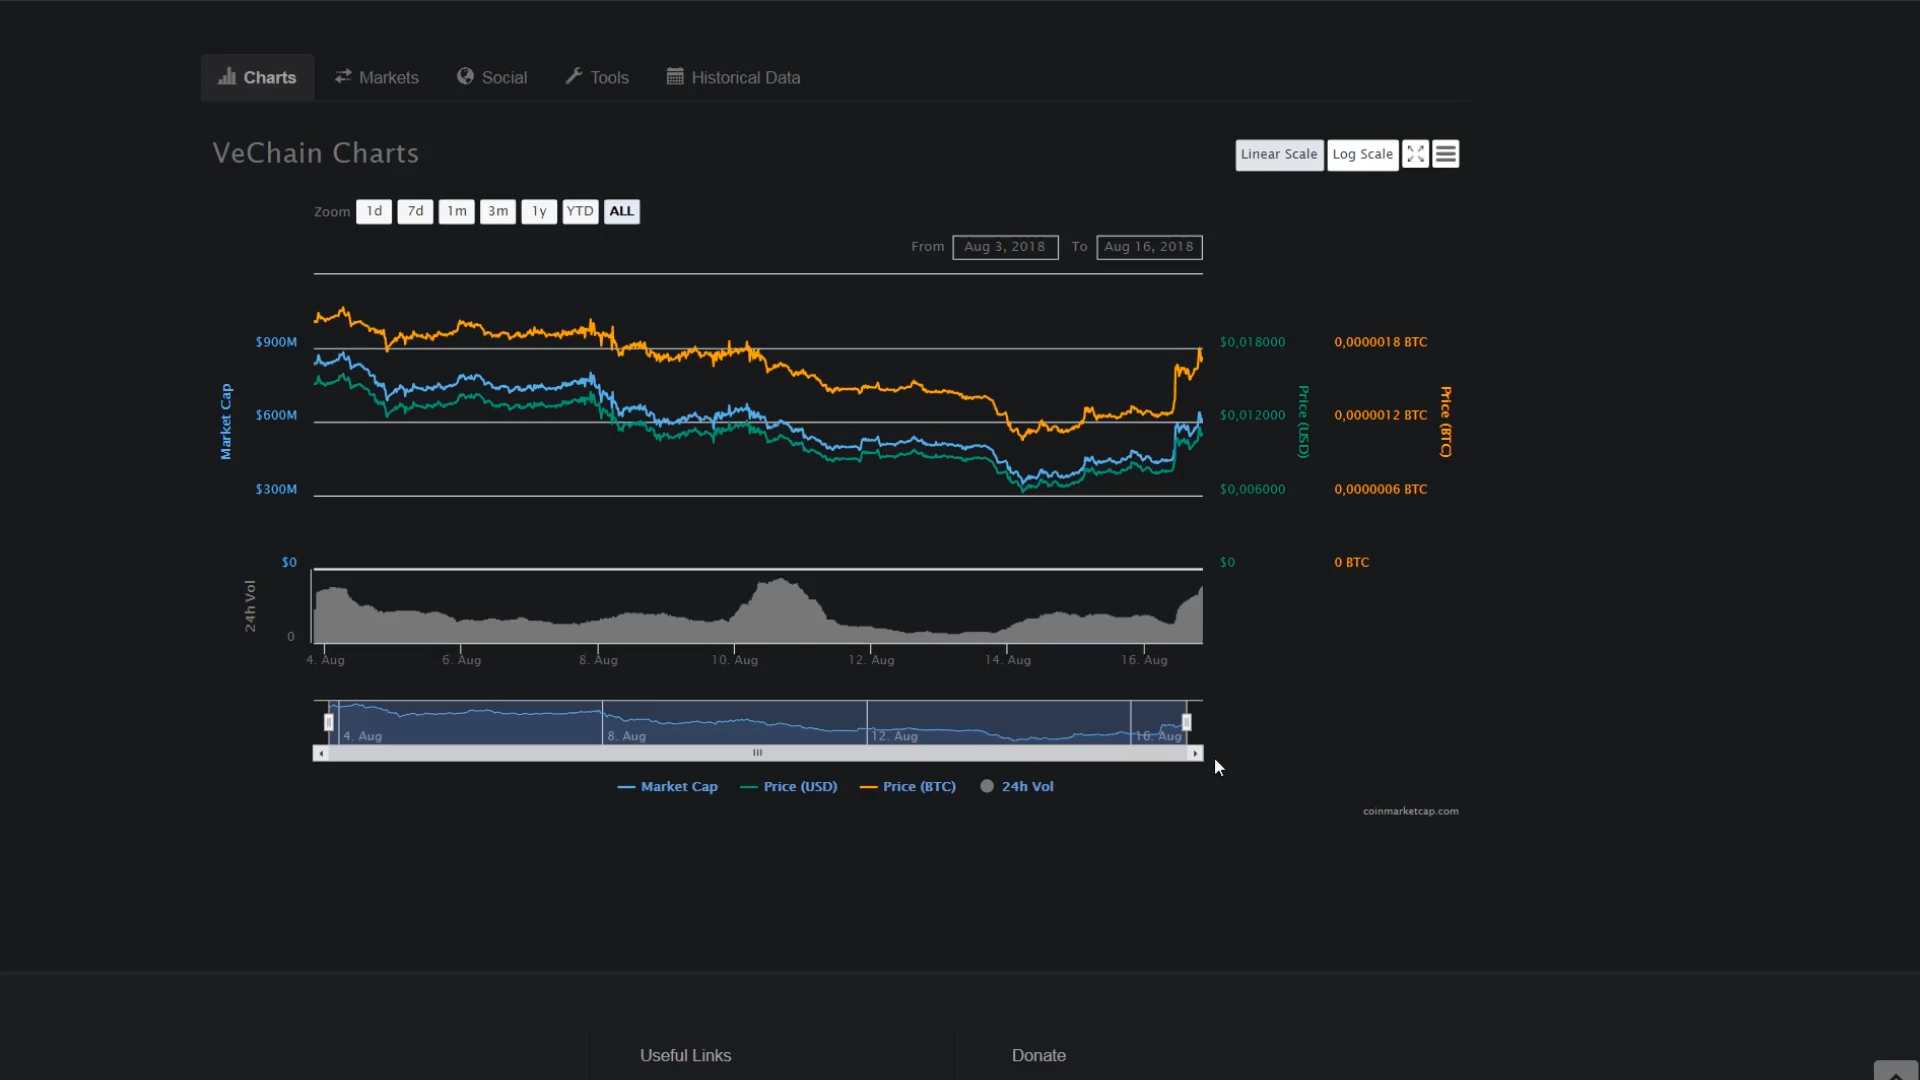 Charts Markets Social Tools Historical Data
VeChain Charts
Linear Scale Log Scale
Zoom 1d 7d 1m 3m 1y YTD ALL
From Aug 3, 2018 To Aug 16, 2018
$900M $0,018000 0,0000018 BTC
Market Cap
Price (USD)
Price (BTC)
$600M $0,012000 0,0000012 BTC
$300M $0,006000 0,0000006 BTC
$0 $0 0 BTC
24h Vol
0
4. Aug 6. Aug 8. Aug 10. Aug 12. Aug 14. Aug 16. Aug
4. Aug 8. Aug 12. Aug 16. Aug
Market Cap Price (USD) Price (BTC) 24h Vol
coinmarketcap.com
Useful Links Donate